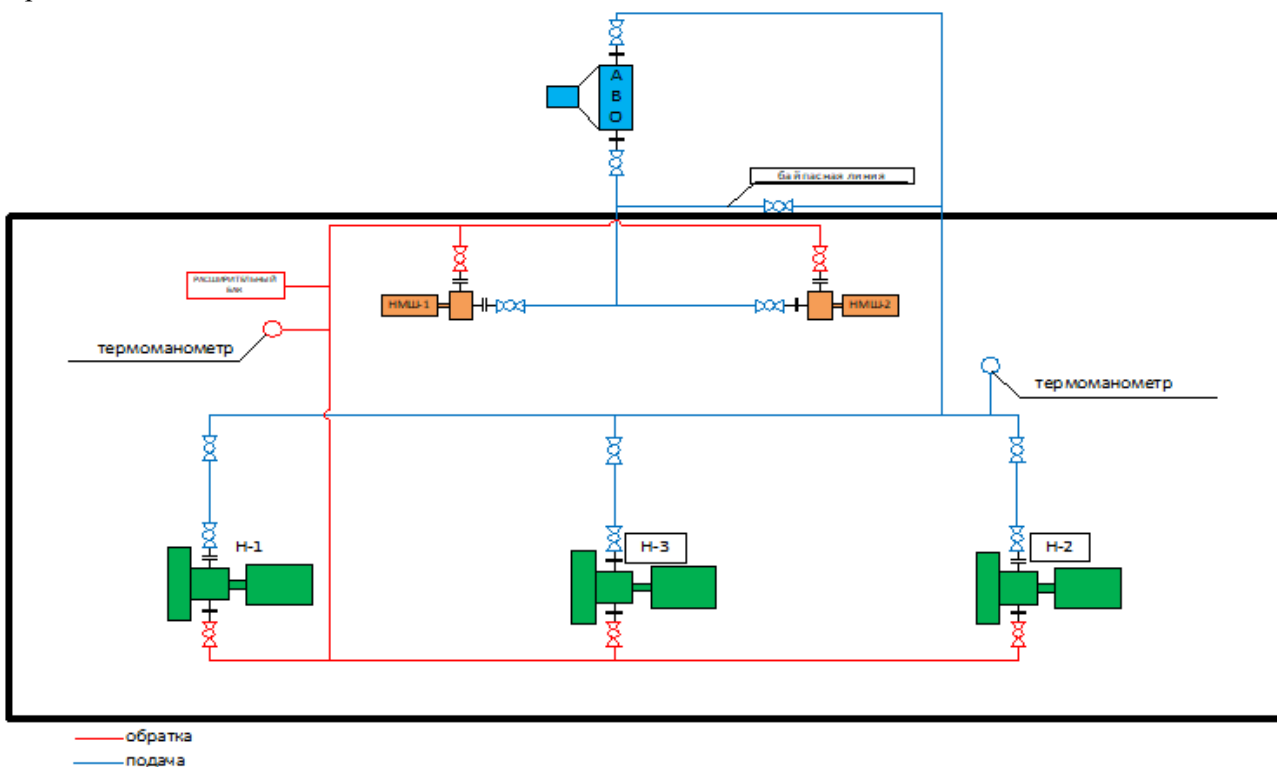 А
В
О
байпасная линия
РАСШИРИТЕЛЬНЫЙ
БАК
НМШ-1
НМШ-2
термоманометр
термоманометр
Н-1
Н-3
Н-2
обратка
подача